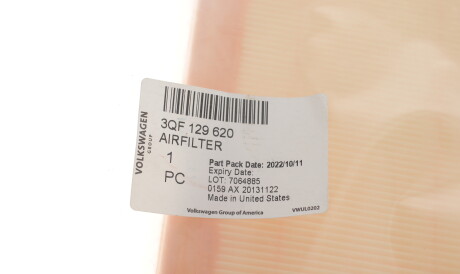 VOLKSWAGEN
GROUP
3QF 129 620
AIRFILTER
1
PC
Part Pack Date: 2022/10/11
Expiry Date:
LOT: 7064885
0159 AX 20131122
Made in United States
Volkswagen Group of America
VWUL0202